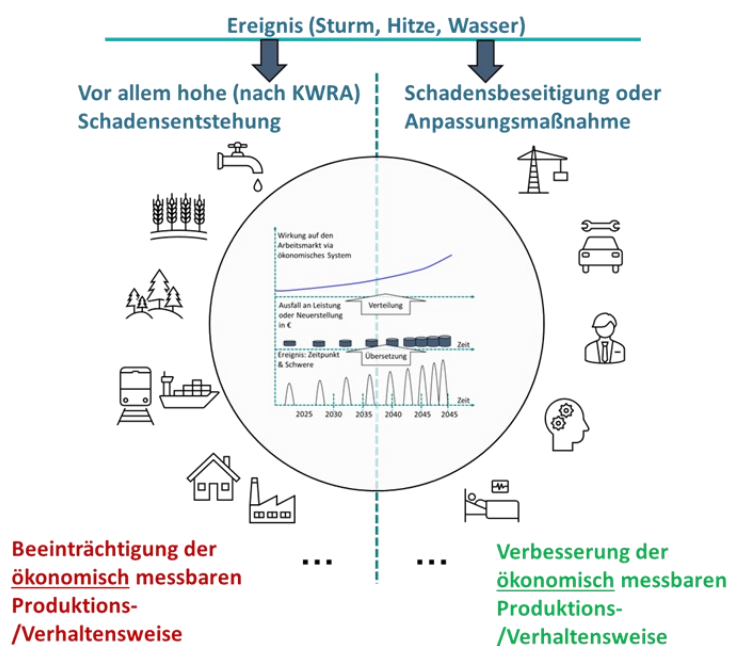 Ereignis (Sturm, Hitze, Wasser)
Vor allem hohe (nach KWRA)
Schadensentstehung
Schadensbeseitigung oder
Anpassungsmaßnahme
Wirkung auf den
Arbeitsmarkt via
ökonomisches System
Ausfall an Leistung
oder Neuerstellung
in €
Verteilung
Zeit
Ereignis: Zeitpunkt
& Schwere
Übersetzung
Zeit
2025 2030 2035 2040 2045 2045
Beeinträchtigung der
ökonomisch messbaren
Produktions-
/Verhaltensweise
...
...
Verbesserung der
ökonomisch messbaren
Produktions-
/Verhaltensweise